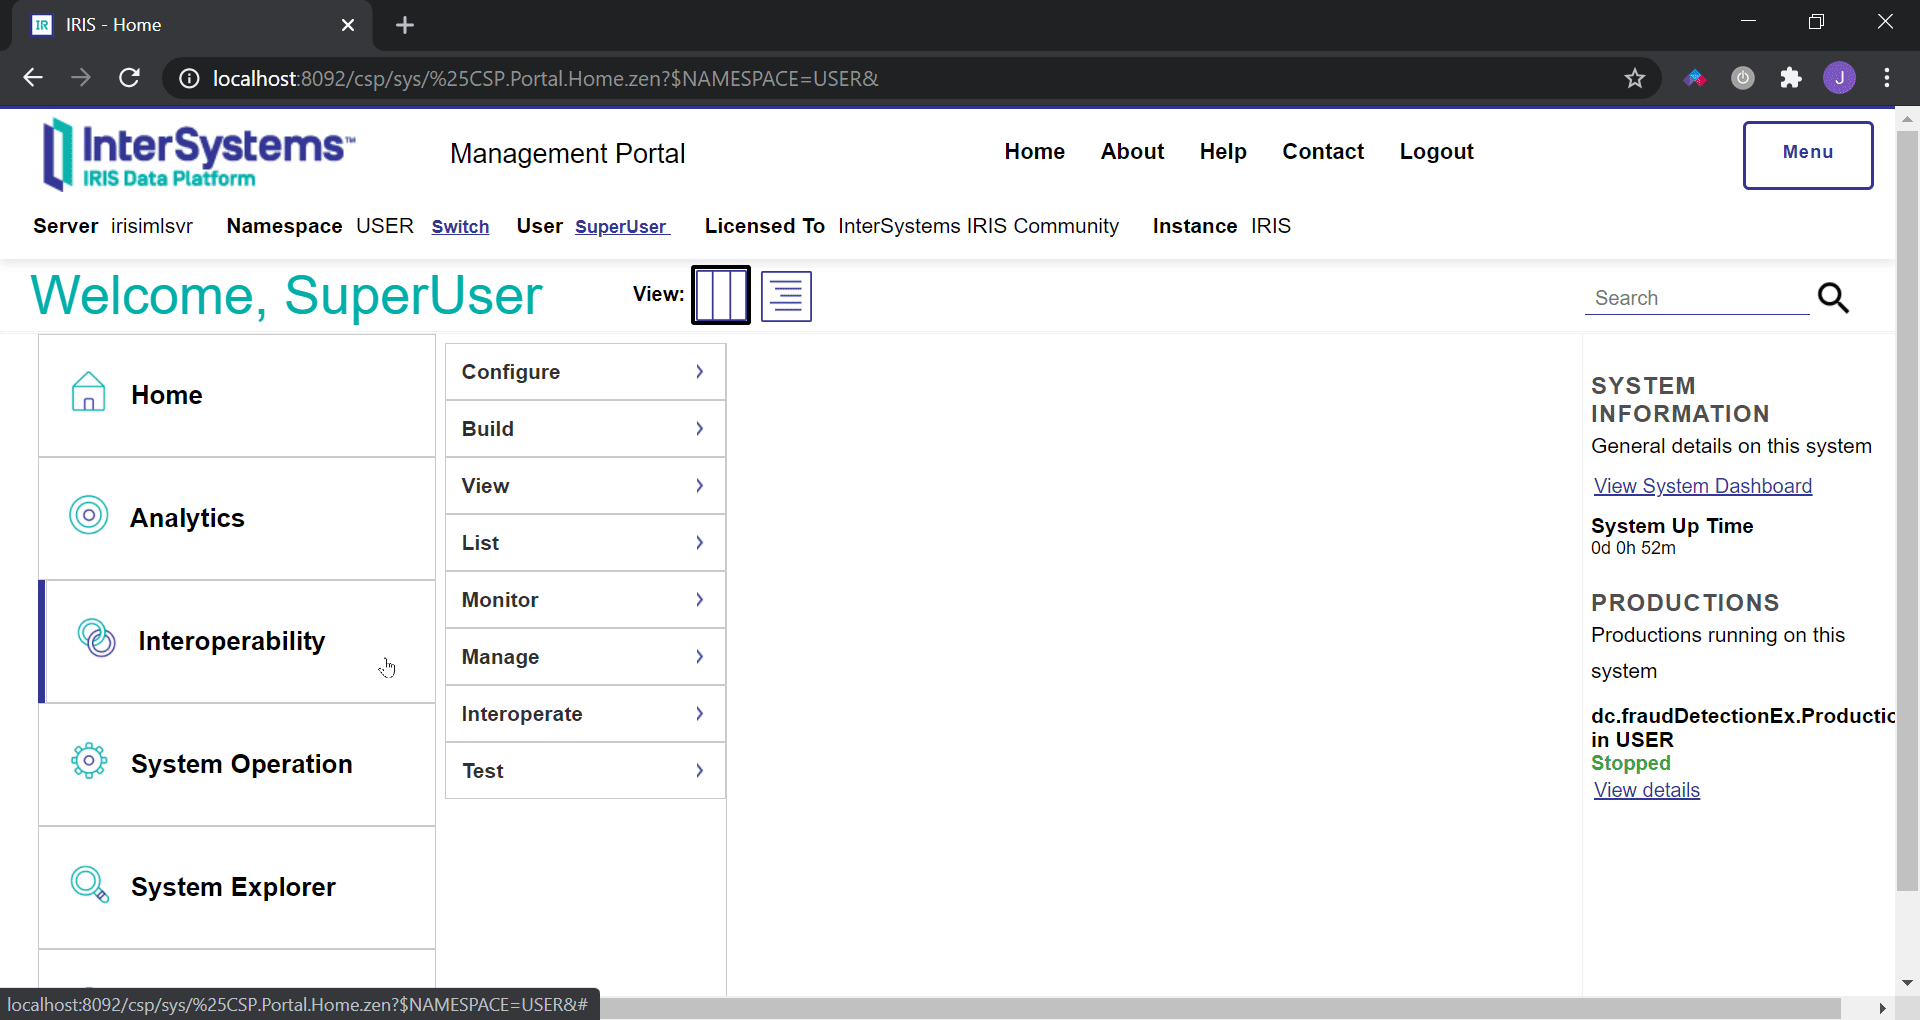 IR IRIS - Home
localhost:8092/csp/sys/%25CSP.Portal.Home.zen?$NAMESPACE=USER&
J
InterSystems™
IRIS Data Platform
Management Portal
Home About Help Contact Logout
Menu
Server irisimlsvr Namespace USER Switch User SuperUser Licensed To InterSystems IRIS Community Instance IRIS
Welcome, SuperUser
View:
Search
Home
Analytics
Interoperability
System Operation
System Explorer
Configure
Build
View
List
Monitor
Manage
Interoperate
Test
SYSTEM
INFORMATION
General details on this system
View System Dashboard
System Up Time
0d 0h 52m
PRODUCTIONS
Productions running on this
system
dc.fraudDetectionEx.Productic
in USER
Stopped
View details
localhost:8092/csp/sys/%25CSP.Portal.Home.zen?$NAMESPACE=USER&#